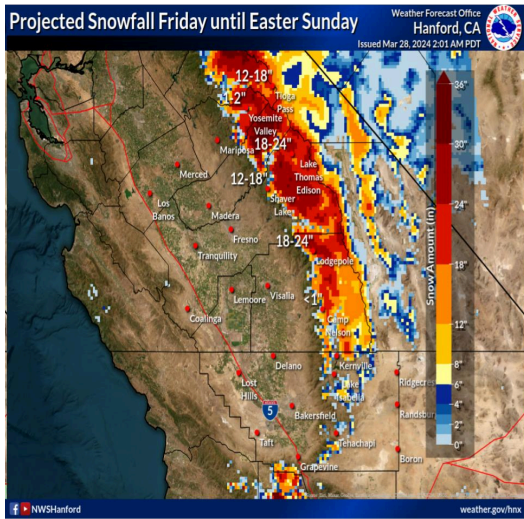 Projected Snowfall Friday until Easter Sunday
Weather Forecast Office
Hanford, CA
Issued Mar 28, 2024 2:01 AM PDT
12-18"
1-2"
Tioga
Pass
Yosemite
Valley
Mariposa
18-24"
Merced
12-18"
Lake
Thomas
Edison
Los
Banos
Madera
Shaver
Lake
Fresno
18-24"
Tranquility
Lodgepole
Lemoore
Visalia
<1"
Coalinga
Camp
Nelson
Delano
Kernville
Lost
Hills
Lake
Isabella
Ridgecrest
INTERSTATE
5
Bakersfield
Randsburg
Taft
Tehachapi
Grapevine
Boron
Snow Amount (in)
36"
30"
24"
18"
12"
8"
6"
4"
2"
0"
NWSHanford
weather.gov/hnx